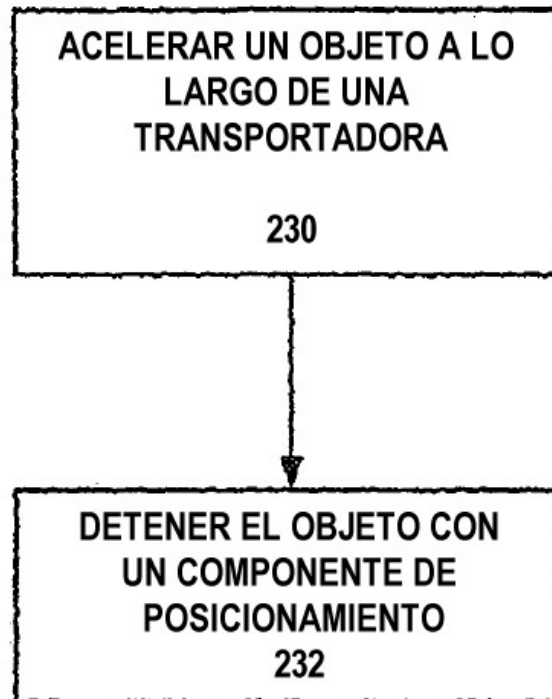 ACELERAR UN OBJETO A LO
LARGO DE UNA
TRANSPORTADORA
230
DETENER EL OBJETO CON
UN COMPONENTE DE
POSICIONAMIENTO
232